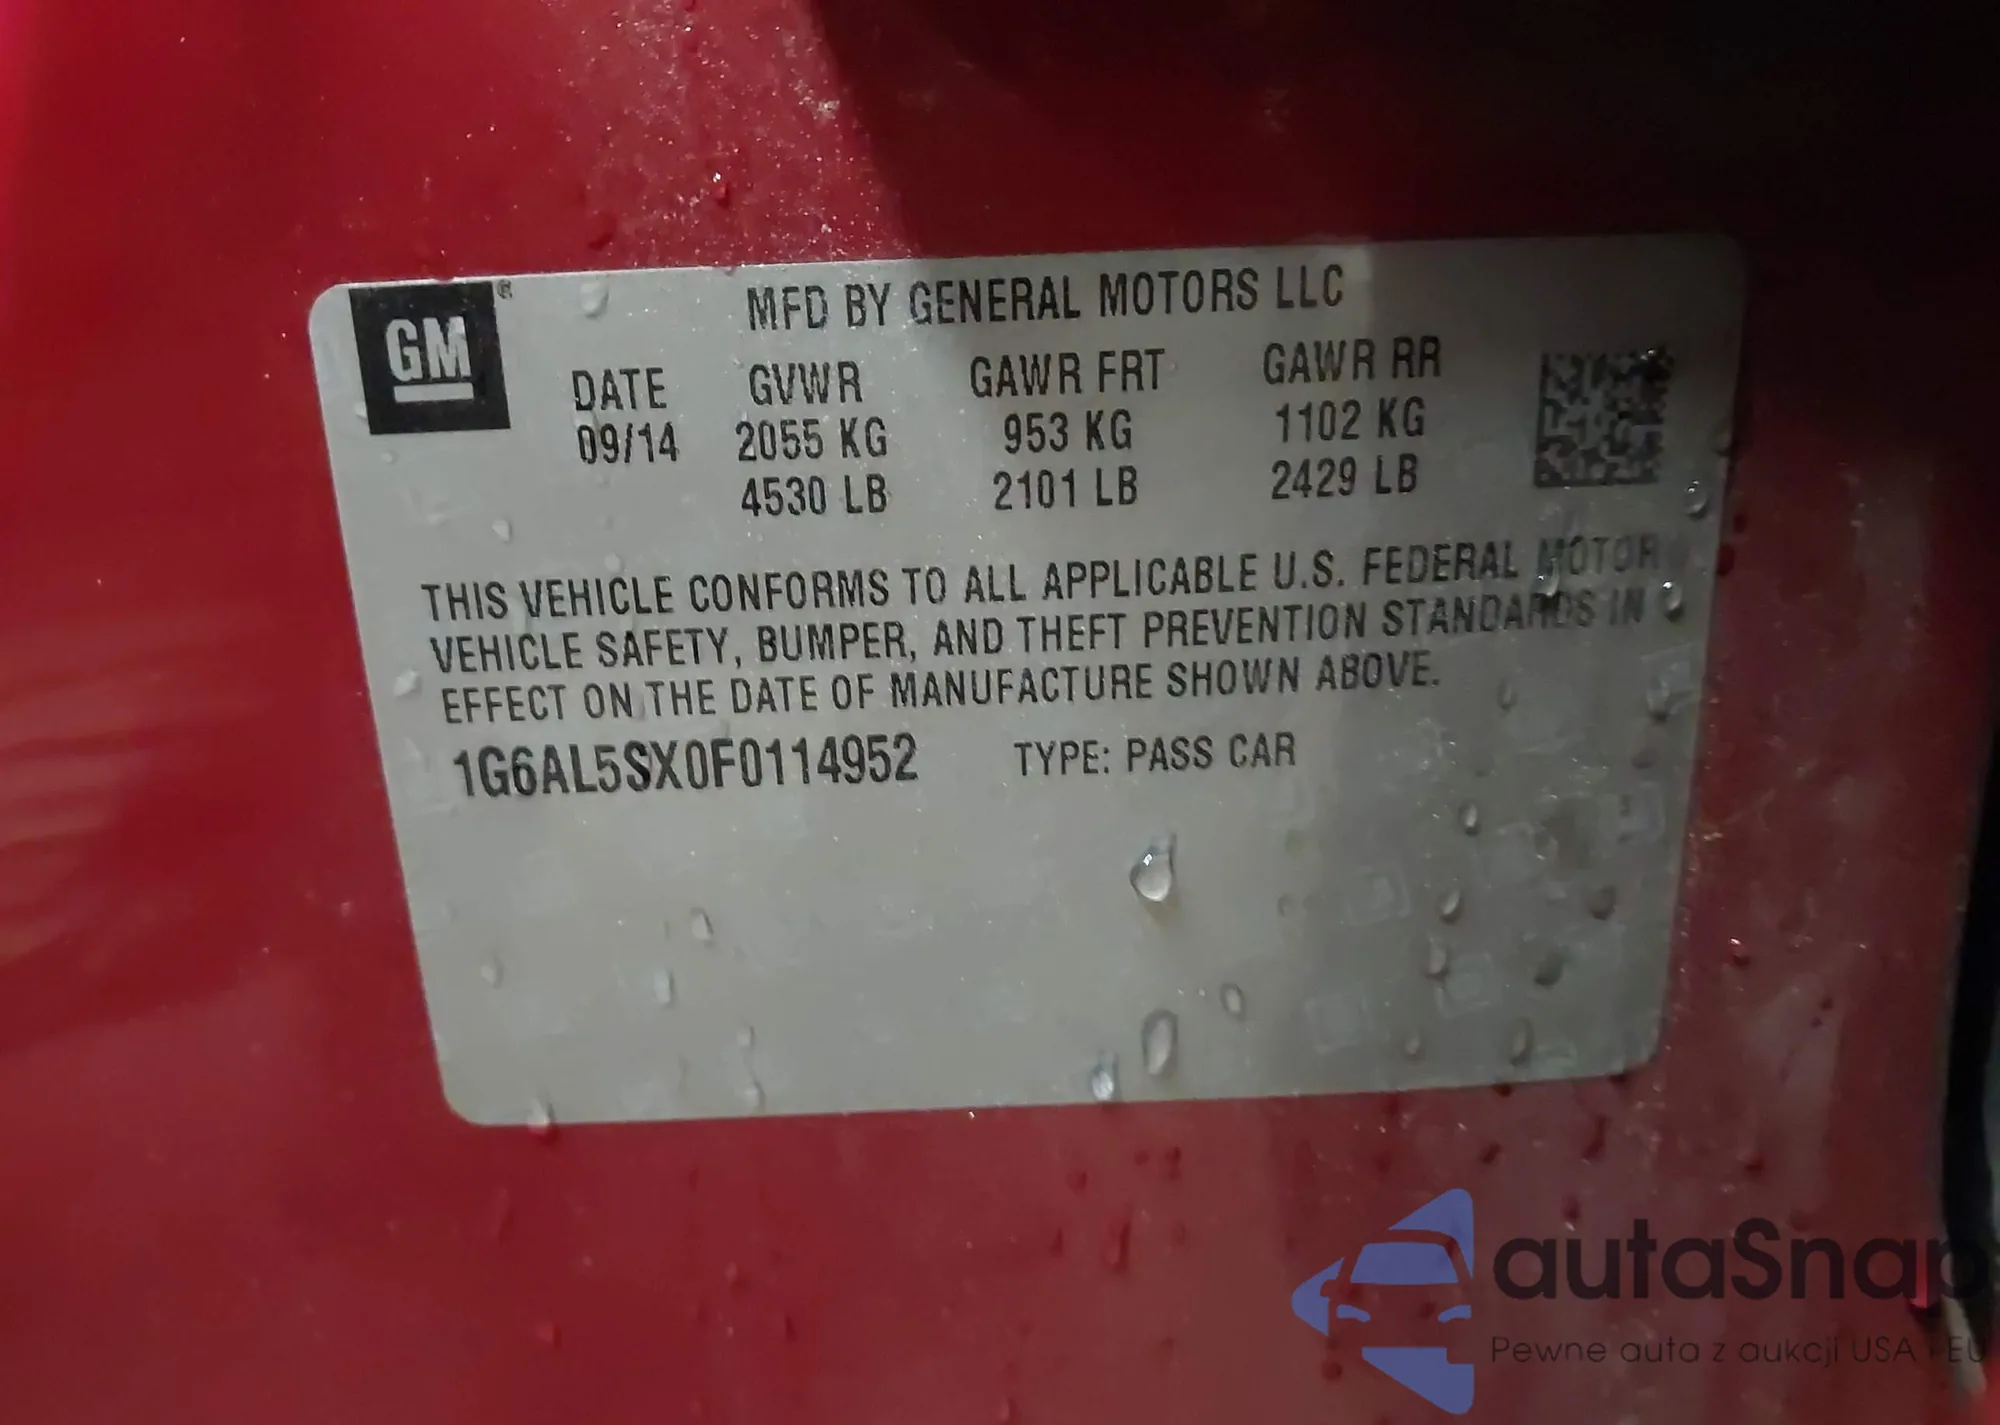 GM ®
MFD BY GENERAL MOTORS LLC
DATE GVWR GAWR FRT GAWR RR
09/14 2055 KG 953 KG 1102 KG
4530 LB 2101 LB 2429 LB
THIS VEHICLE CONFORMS TO ALL APPLICABLE U.S. FEDERAL MOTOR
VEHICLE SAFETY, BUMPER, AND THEFT PREVENTION STANDARDS IN
EFFECT ON THE DATE OF MANUFACTURE SHOWN ABOVE.
1G6AL5SX0F0114952 TYPE: PASS CAR
autaSnap
Pewne auta z aukcji USA i EU